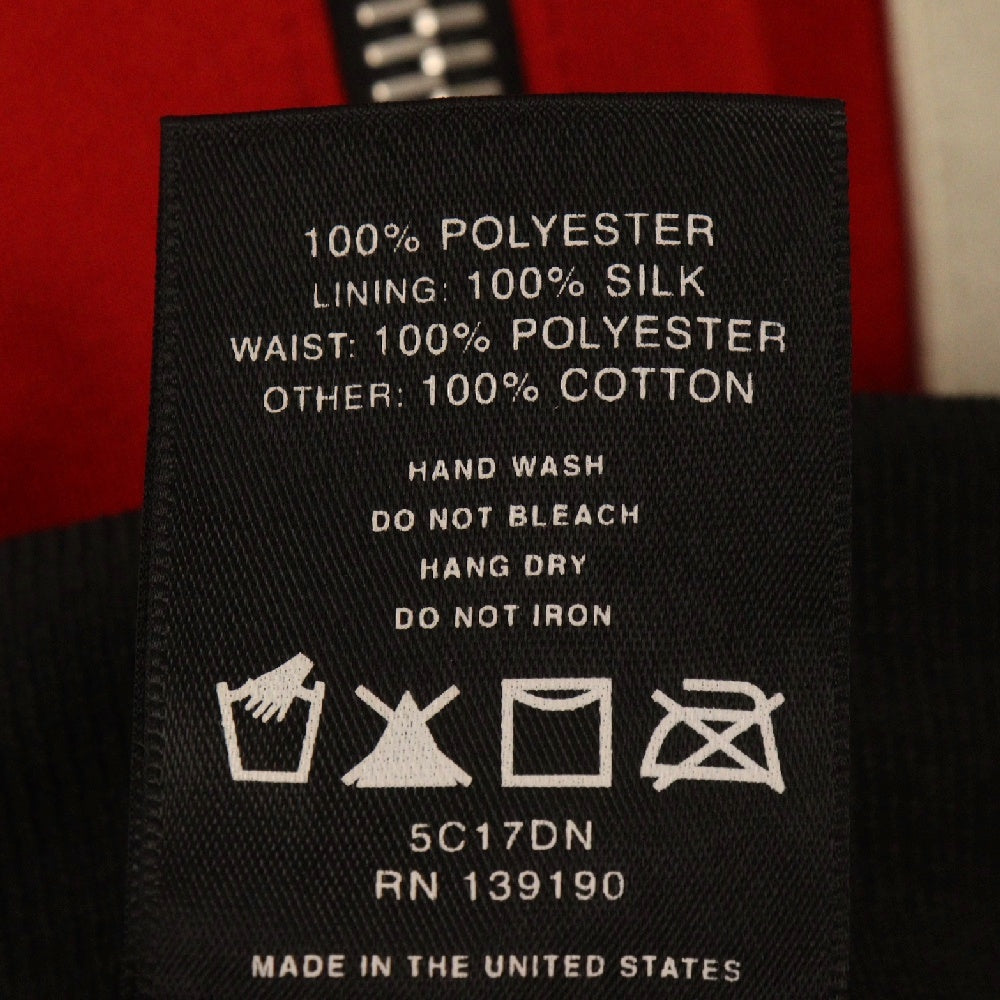 100% POLYESTER
LINING: 100% SILK
WAIST: 100% POLYESTER
OTHER: 100% COTTON
HAND WASH
DO NOT BLEACH
HANG DRY
DO NOT IRON
5C17DN
RN 139190
MADE IN THE UNITED STATES